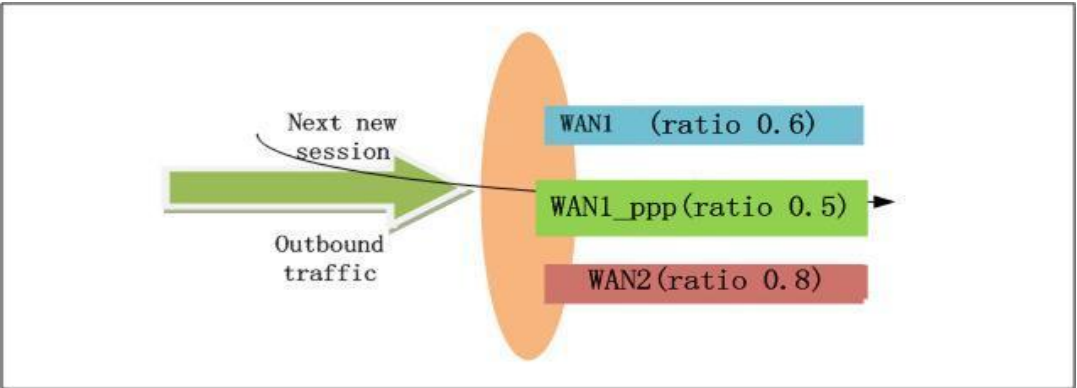 Next new
session
Outbound
traffic
WAN1 (ratio 0.6)
WAN1_ppp(ratio 0.5)
WAN2(ratio 0.8)